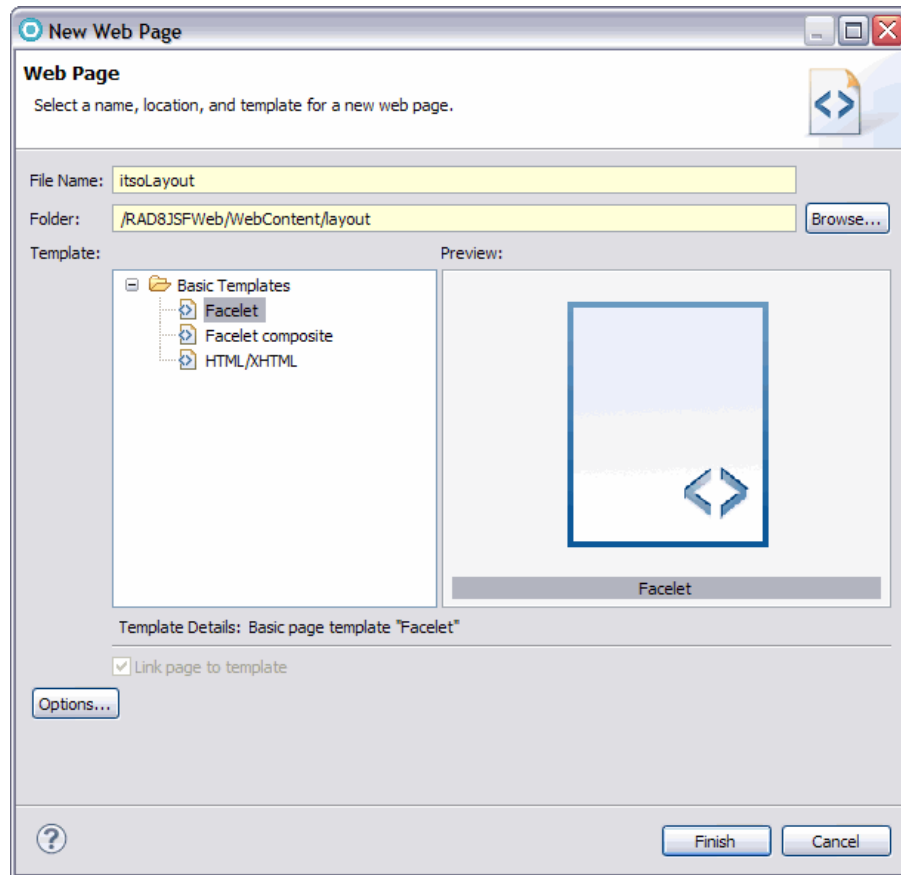 New Web Page
Web Page
Select a name, location, and template for a new web page.
File Name: itsoLayout
Folder: /RAD8JSFWeb/WebContent/layout Browse...
Template: Preview:
Basic Templates
Facelet
Facelet composite
HTML/XHTML
Facelet
Template Details: Basic page template "Facelet"
Link page to template
Options...
Finish Cancel